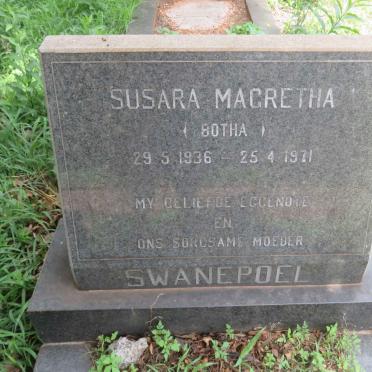 SUSARA MAGRETHA
( BOTHA )
29 5 1936 - 25 4 1971
MY GELIEFDE EGGENOTE
EN
ONS SORGSAME MOEDER
SWANEPOEL